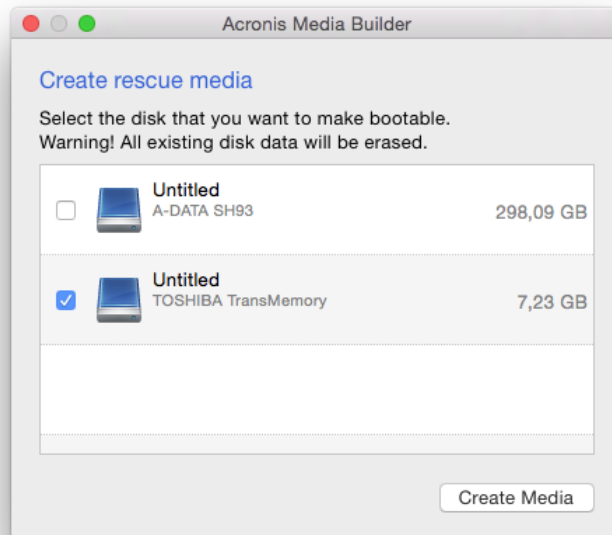 Acronis Media Builder
Create rescue media
Select the disk that you want to make bootable.
Warning! All existing disk data will be erased.
Untitled
A-DATA SH93
298,09 GB
Untitled
TOSHIBA TransMemory
7,23 GB
Create Media